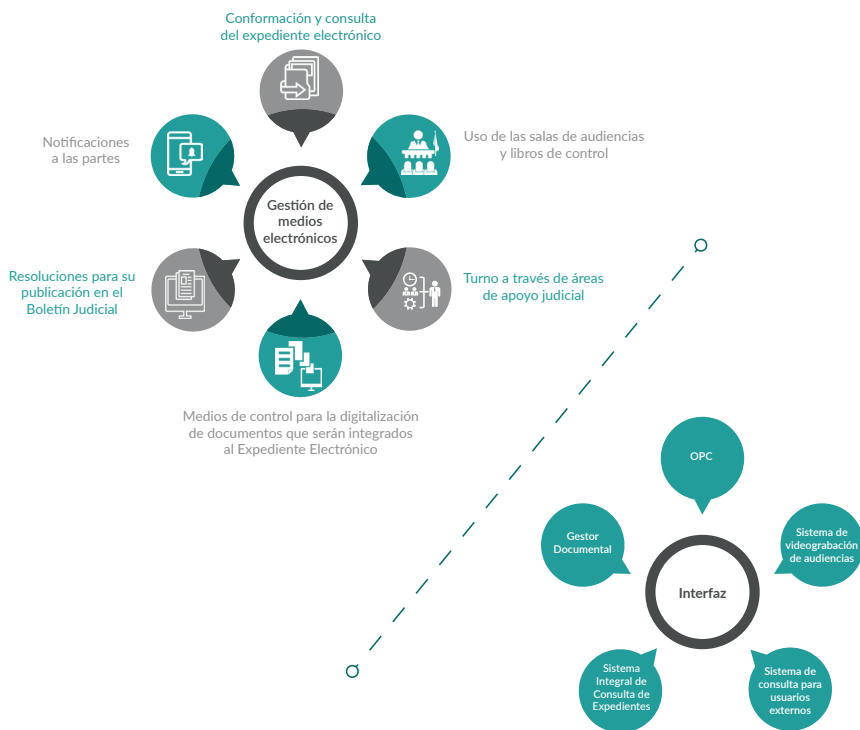 Conformación y consulta
del expediente electrónico
Notificaciones
a las partes
Uso de las salas de audiencias
y libros de control
Gestión de
medios
electrónicos
Resoluciones para su
publicación en el
Boletín Judicial
Turno a través de áreas
de apoyo judicial
Medios de control para la digitalización
de documentos que serán integrados
al Expediente Electrónico
OPC
Gestor
Documental
Sistema de
videograbación
de audiencias
Interfaz
Sistema
Integral de
Consulta de
Expedientes
Sistema de
consulta para
usuarios
externos